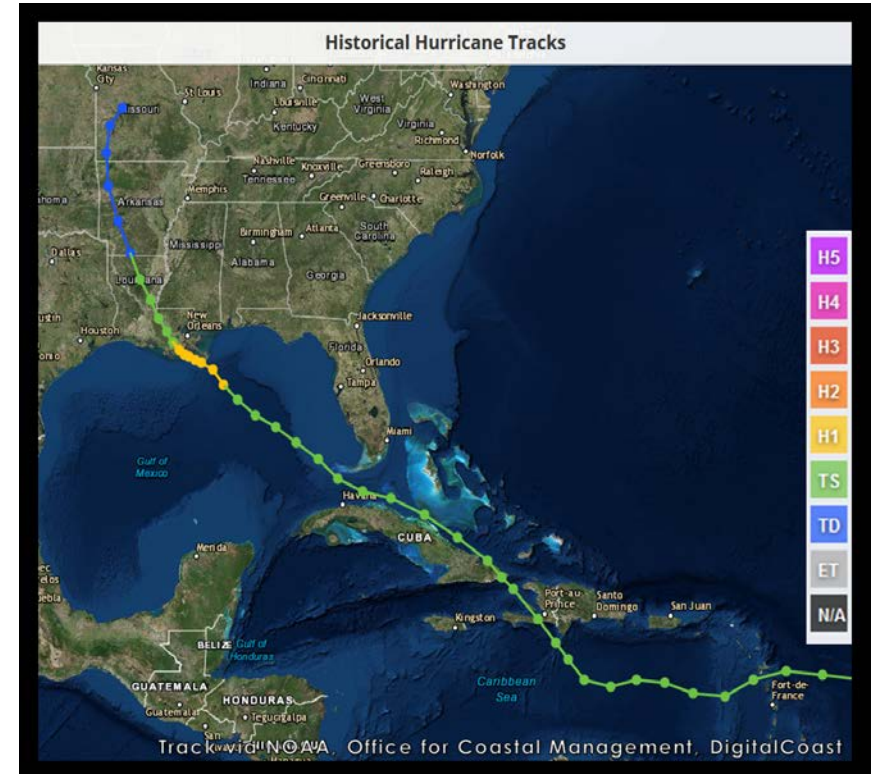 Historical Hurricane Tracks
Kansas
City
St Louis
Indiana
Cincinnati
Washington
Missouri
Louisville
West
Virginia
Kentucky
Virginia
Richmond
Norfolk
Nashville
Knoxville
Greensboro
Raleigh
Tennessee
Memphis
Greenville
Charlotte
Arkansas
South
Carolina
Birmingham
Atlanta
Mississippi
Alabama
Dallas
Georgia
Louisiana
New
Orleans
Jacksonville
Houston
Florida
Orlando
Tampa
Miami
Gulf of
Mexico
Havana
CUBA
Merida
Port-au-
Prince
Santo
Domingo
San Juan
Kingston
BELIZE
Gulf of
Honduras
Caribbean
Sea
Fort-de-
France
GUATEMALA
HONDURAS
Guatemala
Tegucigalpa
San
H5
H4
H3
H2
H1
TS
TD
ET
N/A
Track via NOAA, Office for Coastal Management, DigitalCoast